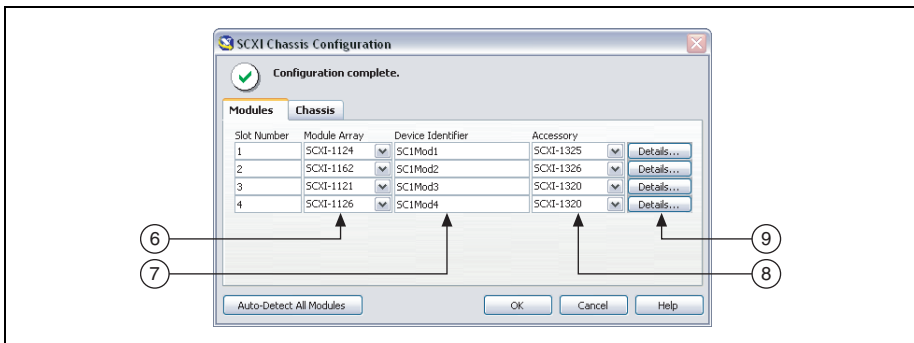 SCXI Chassis Configuration
Configuration complete.
Modules Chassis
Slot Number Module Array Device Identifier Accessory
1 SCXI-1124 SC1Mod1 SCXI-1325 Details...
2 SCXI-1162 SC1Mod2 SCXI-1326 Details...
3 SCXI-1121 SC1Mod3 SCXI-1320 Details...
4 SCXI-1126 SC1Mod4 SCXI-1320 Details...
6 9
7 8
Auto-Detect All Modules OK Cancel Help